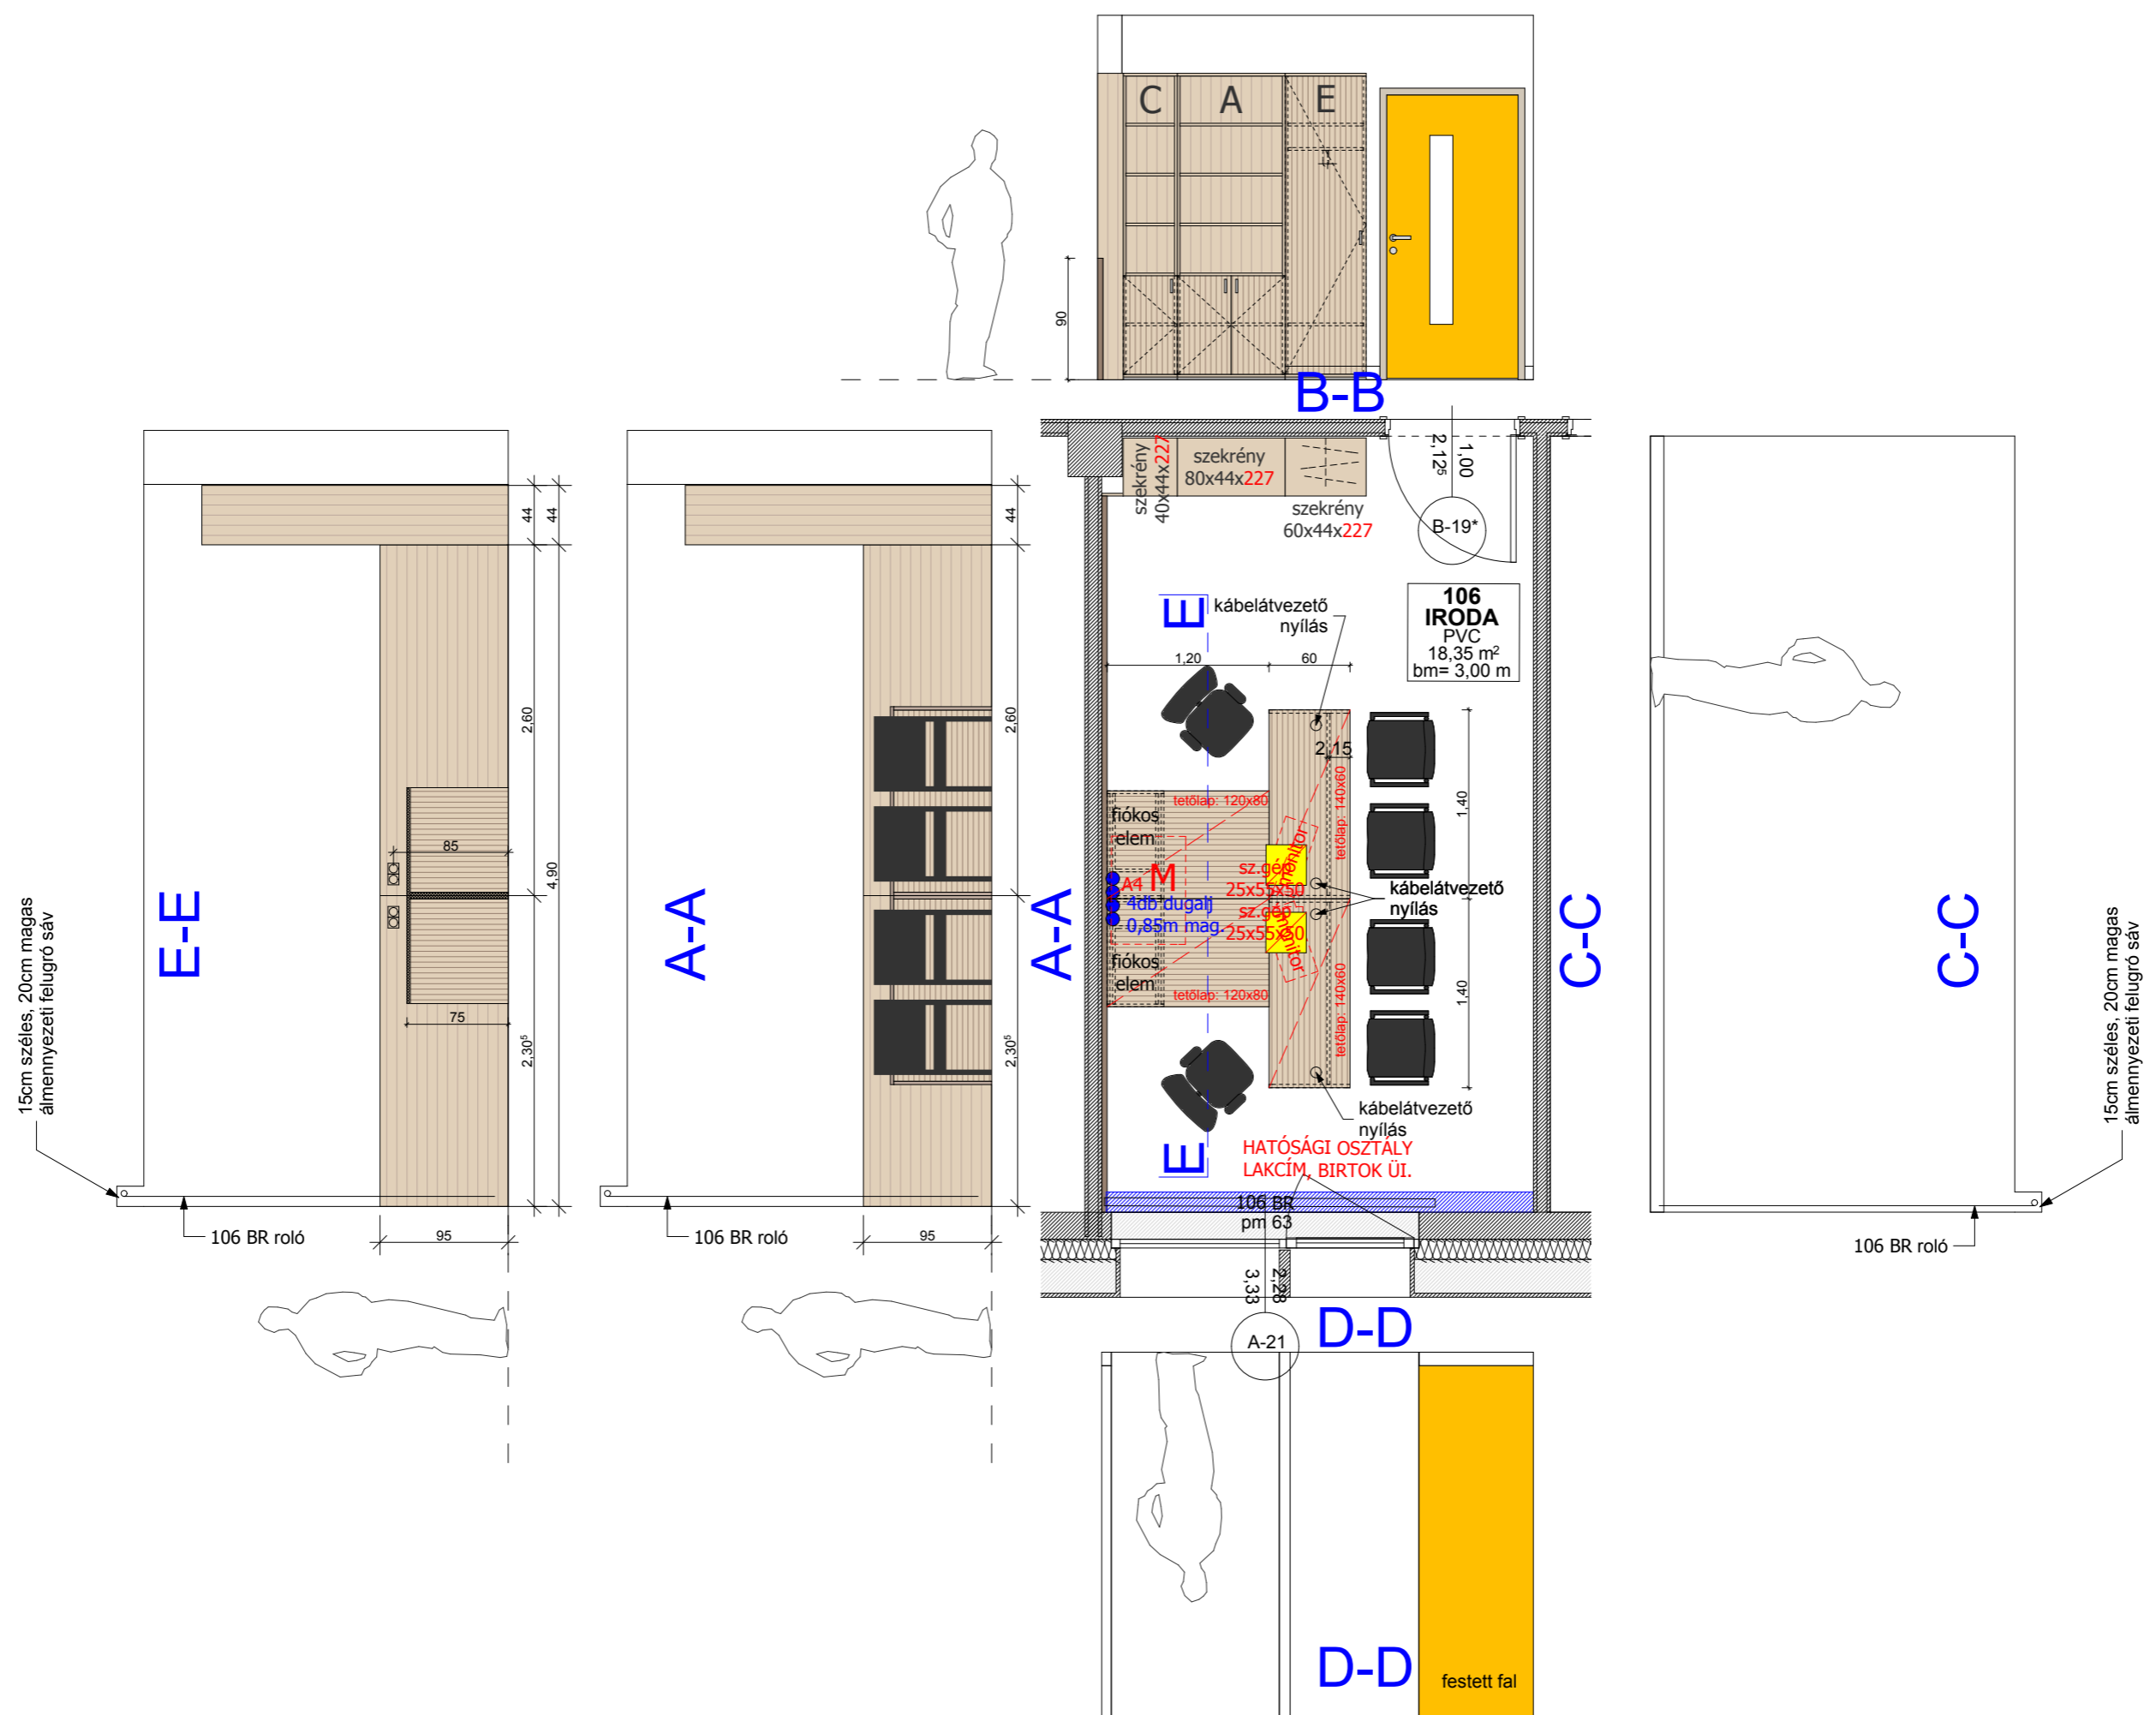 C
A
E
90
B-B
szekrény
40x44x227
szekrény
80x44x227
szekrény
60x44x227
1,00
2,12⁵
B-19*
106
IRODA
PVC
18,35 m²
bm= 3,00 m
E
kábelátvezető
nyílás
1,20
60
2,15
1,40
tetőlap: 120x80
tetőlap: 140x60
fiókos
elem
monitor
sz.gép
25x55x50
A4 M
4db dugalj
0,85m mag.
sz.gép
25x55x50
monitor
kábelátvezető
nyílás
fiókos
elem
tetőlap: 120x80
tetőlap: 140x60
1,40
kábelátvezető
nyílás
E
HATÓSÁGI OSZTÁLY
LAKCÍM, BIRTOK ÜI.
106 BR
pm 63
2,28
3,33
A-21
D-D
D-D
festett fal
A-A
C-C
E-E
15cm széles, 20cm magas
álmennyezeti felugró sáv
106 BR roló
85
75
95
44
44
2,60
4,90
2,30⁵
A-A
106 BR roló
95
44
2,60
2,30⁵
C-C
15cm széles, 20cm magas
álmennyezeti felugró sáv
106 BR roló